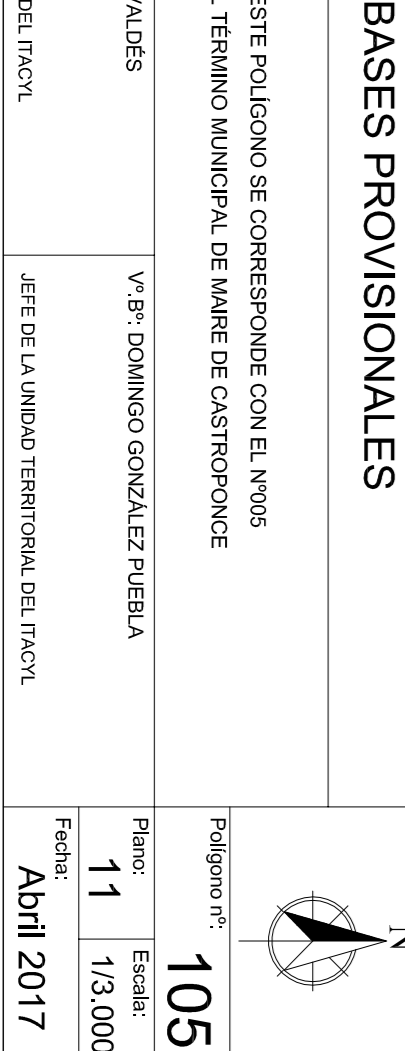 BASES PROVISIONALES
ESTE POLÍGONO SE CORRESPONDE CON EL Nº005
TÉRMINO MUNICIPAL DE MAIRE DE CASTROPONCE
VALDÉS
DEL ITACYL
Vº.Bº: DOMINGO GONZÁLEZ PUEBLA
JEFE DE LA UNIDAD TERRITORIAL DEL ITACYL
N
Polígono nº:
105
Plano:
11
Escala:
1/3.000
Fecha:
Abril 2017